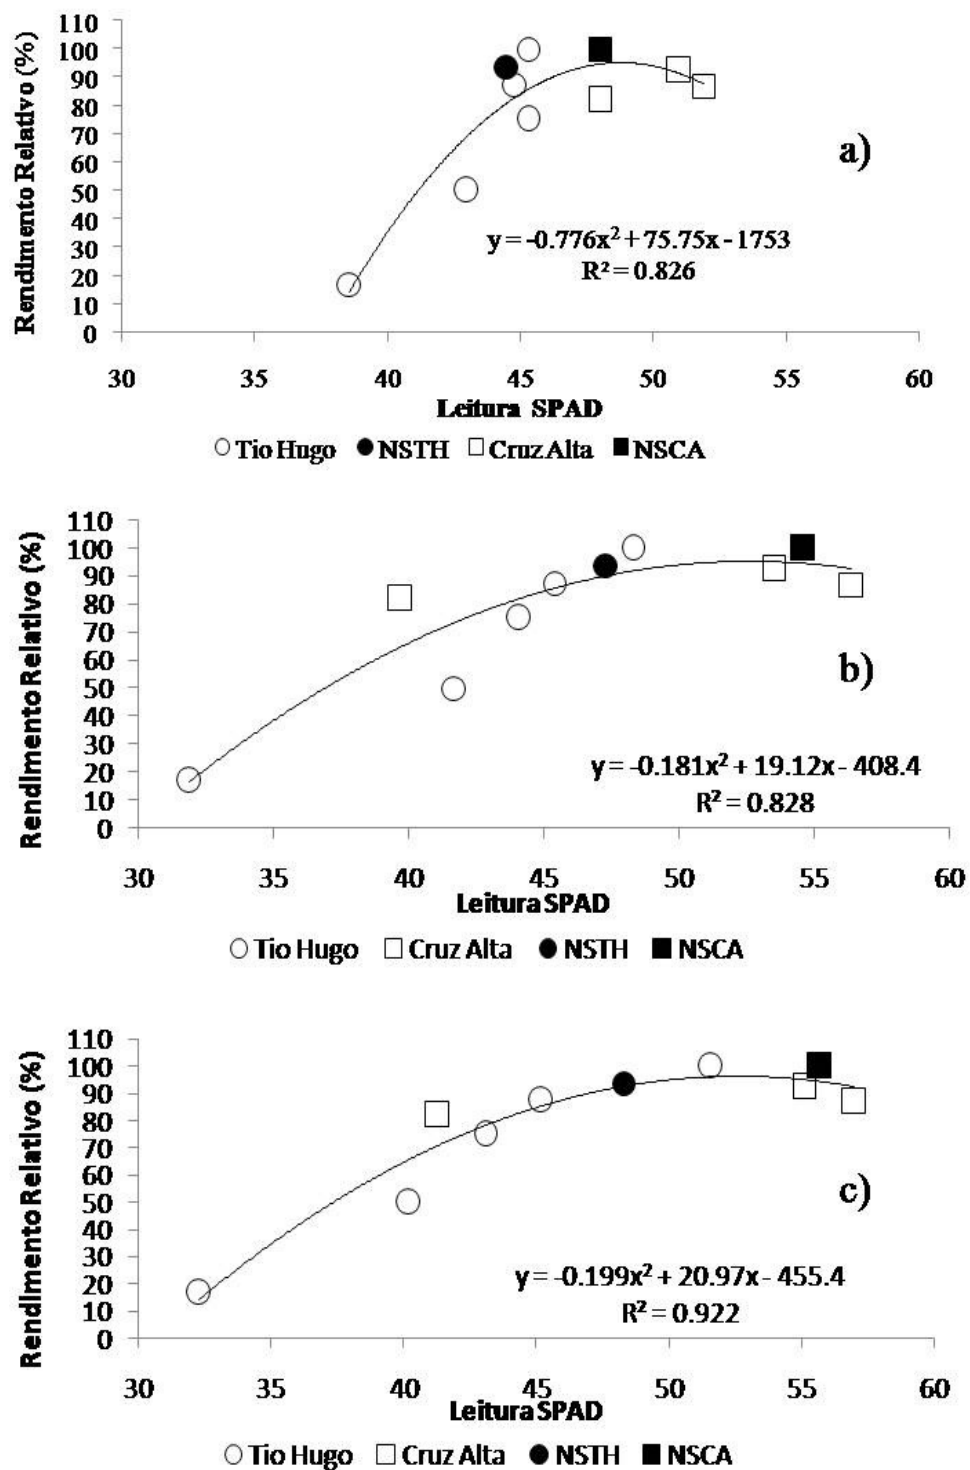 Rendimento Relativo (%)
110
100
90
80
70
60
50
40
30
20
10
0
a)
y = -0.776x² + 75.75x - 1753
R² = 0.826
30 35 40 45 50 55 60
Leitura SPAD
Tio Hugo NSTH Cruz Alta NSCA
Rendimento Relativo (%)
110
100
90
80
70
60
50
40
30
20
10
0
b)
y = -0.181x² + 19.12x - 408.4
R² = 0.828
30 35 40 45 50 55 60
Leitura SPAD
Tio Hugo Cruz Alta NSTH NSCA
Rendimento Relativo (%)
110
100
90
80
70
60
50
40
30
20
10
0
c)
y = -0.199x² + 20.97x - 455.4
R² = 0.922
30 35 40 45 50 55 60
Leitura SPAD
Tio Hugo Cruz Alta NSTH NSCA